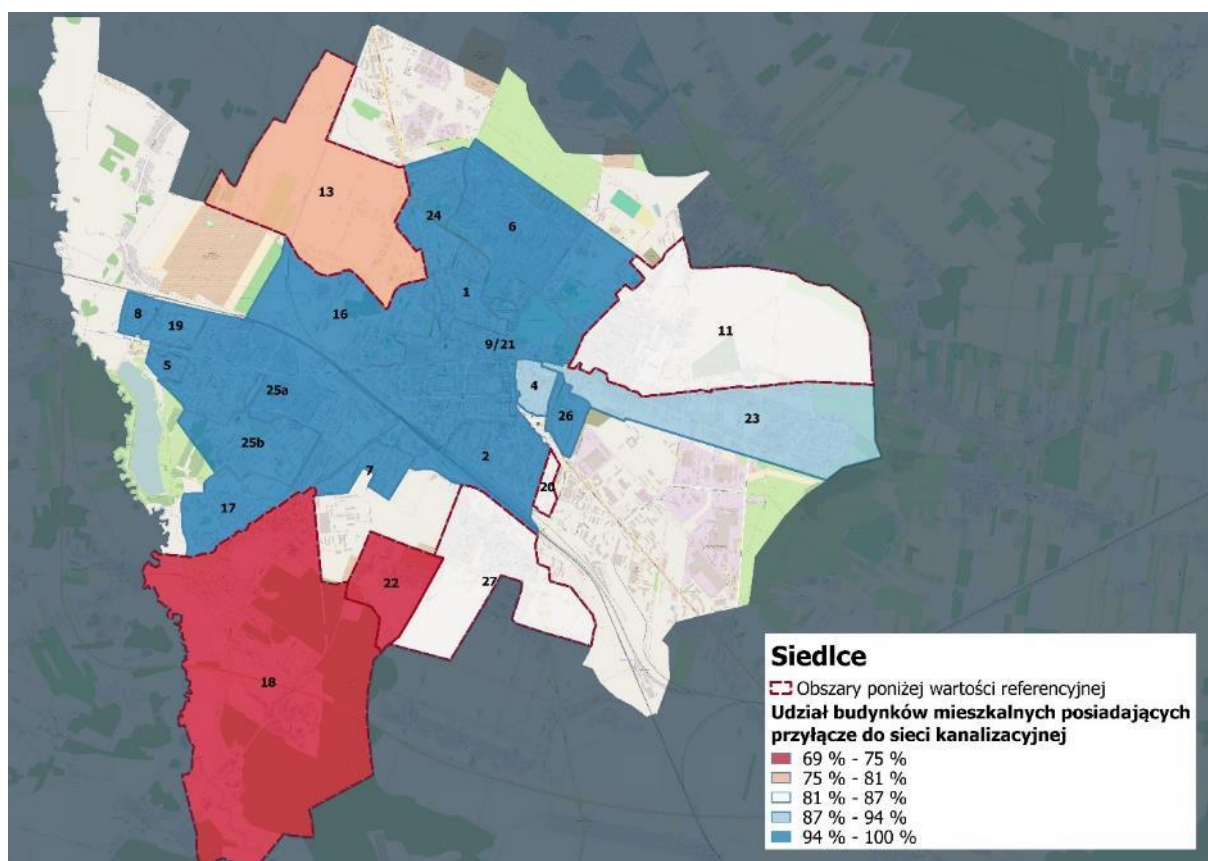 13
24
6
1
16
11
8
19
9/21
5
4
25a
23
26
25b
2
7
20
17
22
27
18
Siedlce
Obszary poniżej wartości referencyjnej
Udział budynków mieszkalnych posiadających
przyłącze do sieci kanalizacyjnej
69 % - 75 %
75 % - 81 %
81 % - 87 %
87 % - 94 %
94 % - 100 %